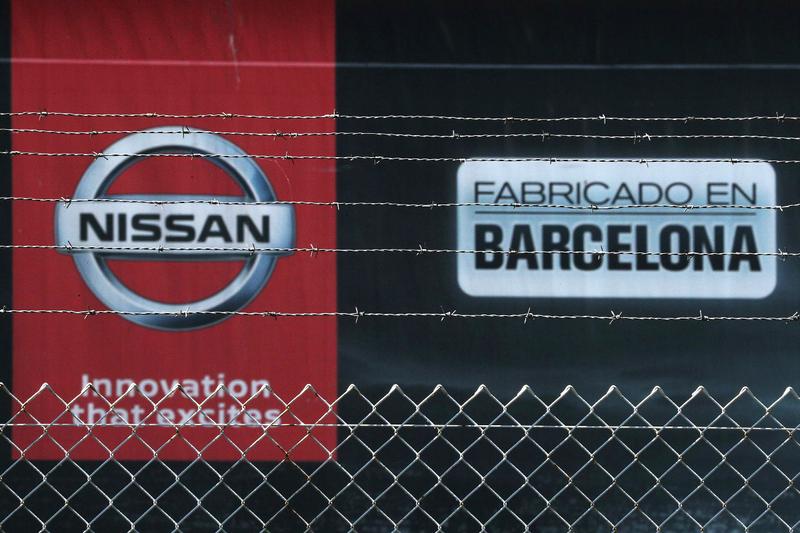 NISSAN
Innovation
that excites
FABRICADO EN
BARCELONA